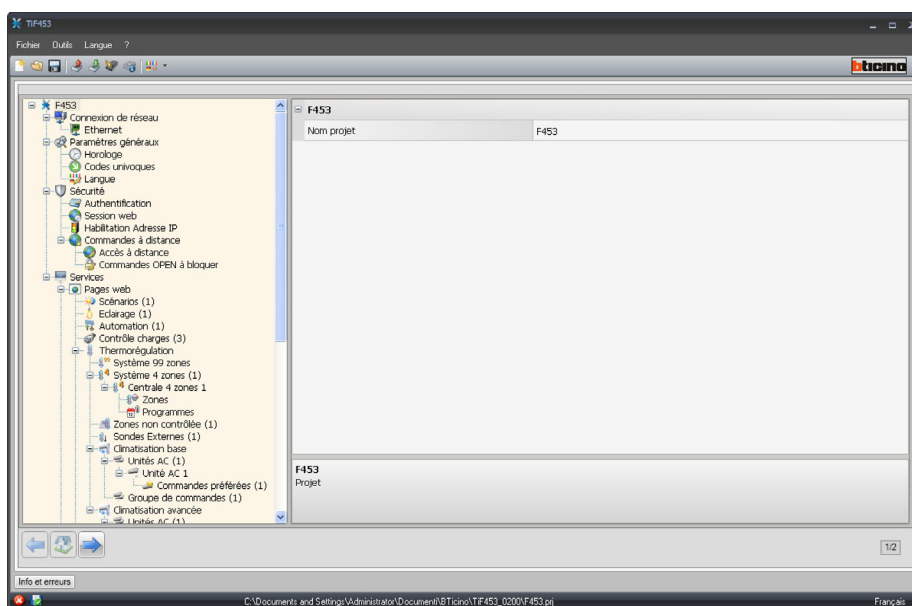 TiF453
Fichier Outils Langue ?
bticino
F453
Connexion de réseau
Ethernet
Paramètres généraux
Horologe
Codes univoques
Langue
Sécurité
Authentification
Session web
Habilitation Adresse IP
Commandes à distance
Accès à distance
Commandes OPEN à bloquer
Services
Pages web
Scénarios (1)
Eclairage (1)
Automation (1)
Contrôle charges (3)
Thermorégulation
Système 99 zones
Système 4 zones (1)
Centrale 4 zones 1
Zones
Programmes
Zones non contrôlée (1)
Sondes Externes (1)
Climatisation base
Unités AC (1)
Unité AC 1
Commandes préférées (1)
Groupe de commandes (1)
Climatisation avancée
Unités AC (1)
F453
Nom projet F453
F453
Projet
1/2
Info et erreurs
C:\Documents and Settings\Administrator\Documenti\BTicino\TiF453_0200\F453.prj
Français